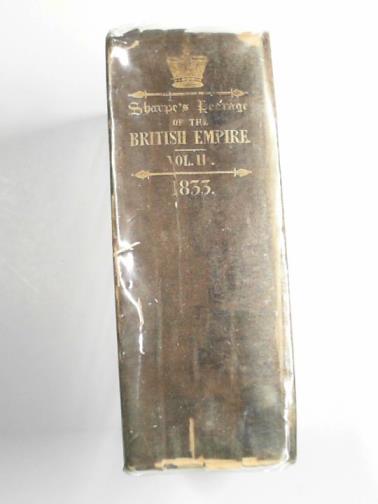 Sharpe's Peerage
OF THE
BRITISH EMPIRE.
VOL. II.
1833.